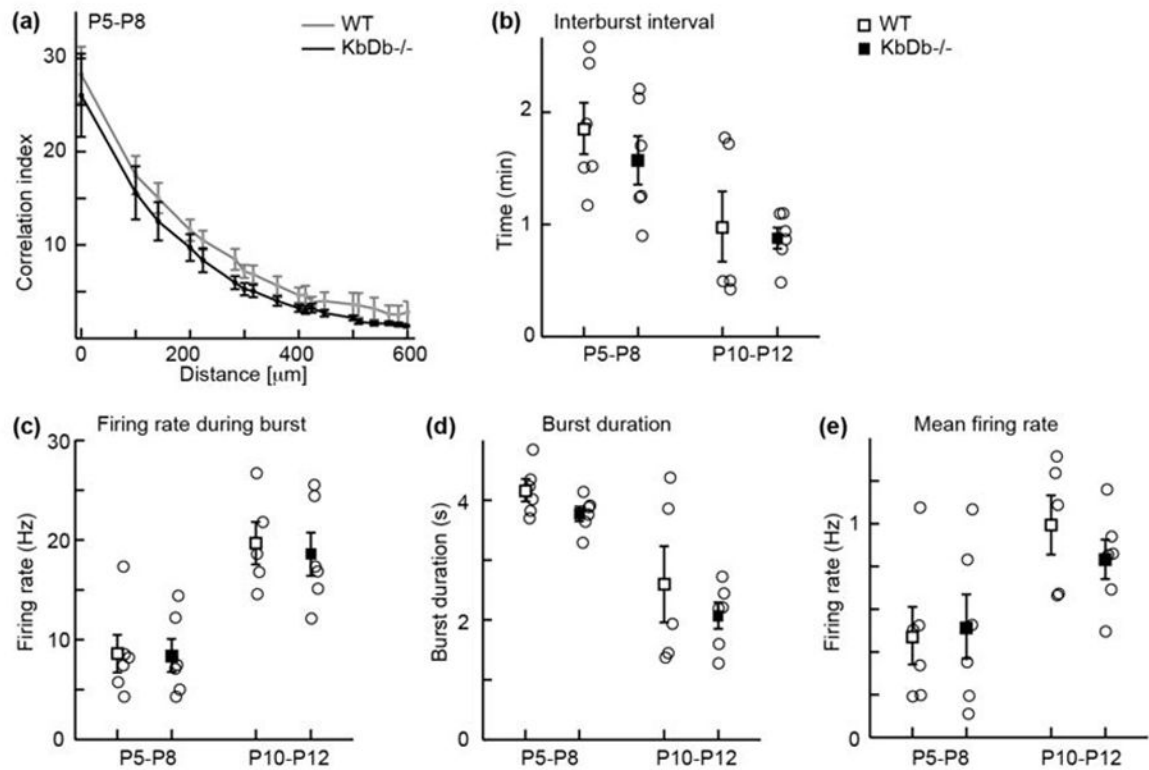 (a) P5-P8
WT
KbDb-/-
30
20
10
Correlation index
0 200 400 600
Distance [µm]
(b) Interburst interval
WT
KbDb-/-
2
1
0
Time (min)
P5-P8 P10-P12
(c) Firing rate during burst
30
20
10
0
Firing rate (Hz)
P5-P8 P10-P12
(d) Burst duration
4
2
0
Burst duration (s)
P5-P8 P10-P12
(e) Mean firing rate
1
0
Firing rate (Hz)
P5-P8 P10-P12